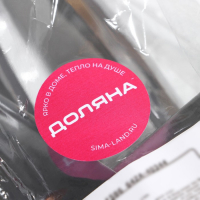 ЯРКО В ДОМЕ, ТЕПЛО НА ДУШЕ
ДОЛЯНА
SIMA-LAND.RU